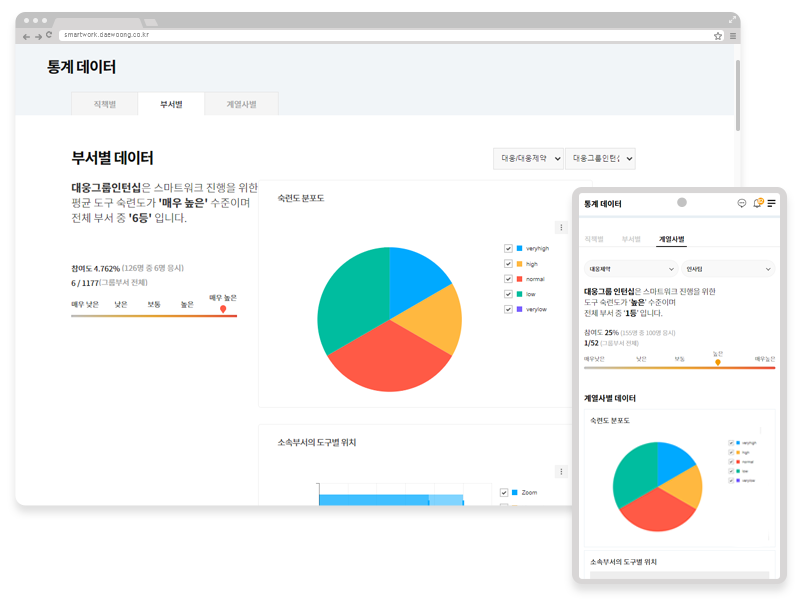 smartwork.daewoong.co.kr
통계 데이터
직책별
부서별
계열사별
부서별 데이터
대웅/대웅제약
대웅그룹인턴십
대웅그룹인턴십은 스마트워크 진행을 위한
평균 도구 숙련도가 '매우 높은' 수준이며
전체 부서 중 '6등' 입니다.
참여도 4.762% (126명 중 6명 응시)
6 / 1177(그룹부서 전체)
매우 낮은 낮은 보통 높은 매우 높은
숙련도 분포도
veryhigh
high
normal
low
verylow
소속부서의 도구별 위치
Zoom
통계 데이터
직책별 부서별 계열사별
대웅제약
인사팀
대웅그룹 인턴십은 스마트워크 진행을 위한
도구 숙련도가 '높은' 수준이며
전체 부서 중 '1등' 입니다.
참여도 25% (155명 중 100명 응시)
1/52 (그룹부서 전체)
매우낮은 낮은 보통 높은 매우높은
계열사별 데이터
숙련도 분포도
veryhigh
high
normal
low
verylow
소속부서의 도구별 위치